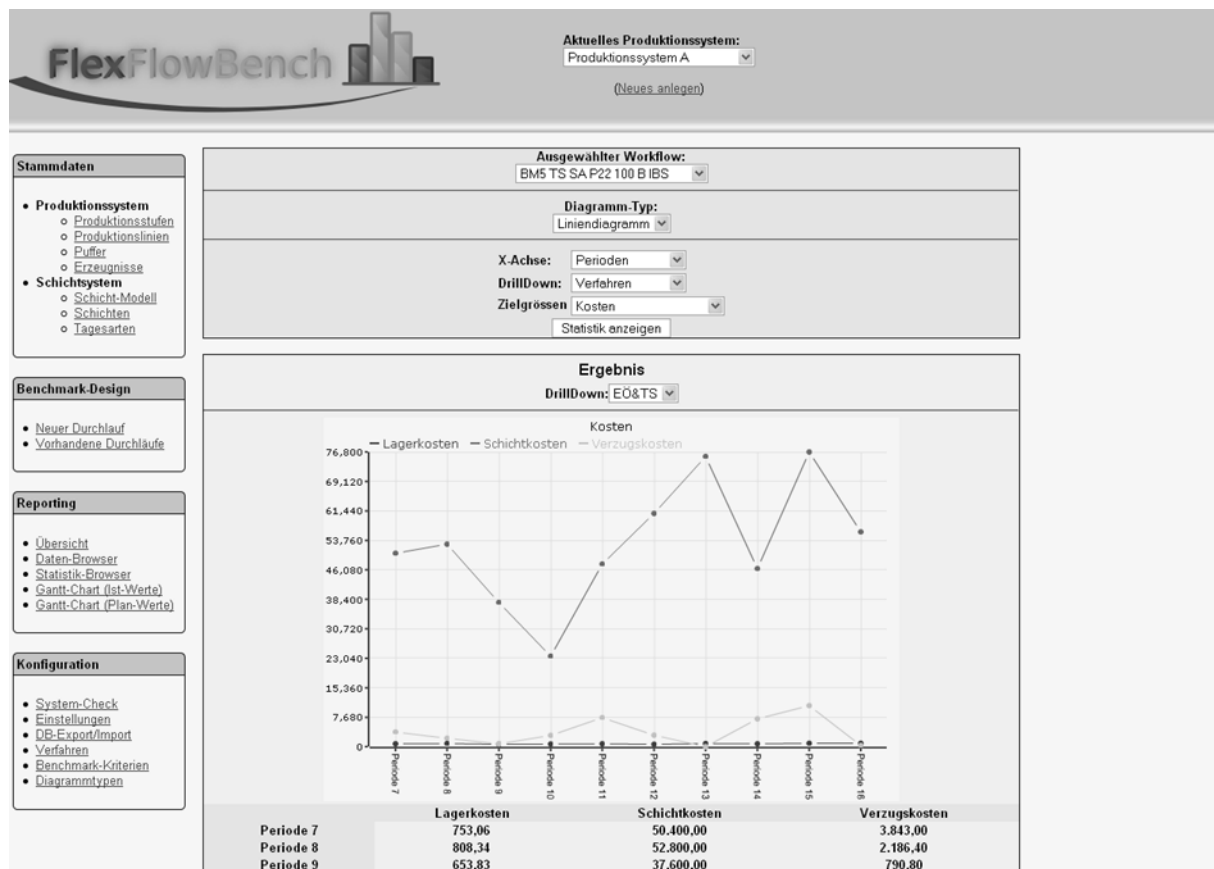 FlexFlowBench
Aktuelles Produktionssystem:
Produktionssystem A
(Neues anlegen)
Stammdaten
Produktionssystem
Produktionsstufen
Produktionslinien
Puffer
Erzeugnisse
Schichtsystem
Schicht-Modell
Schichten
Tagesarten
Benchmark-Design
Neuer Durchlauf
Vorhandene Durchläufe
Reporting
Übersicht
Daten-Browser
Statistik-Browser
Gantt-Chart (Ist-Werte)
Gantt-Chart (Plan-Werte)
Konfiguration
System-Check
Einstellungen
DB-Export/Import
Verfahren
Benchmark-Kriterien
Diagrammtypen
Ausgewählter Workflow:
BM5 TS SA P22 100 B IBS
Diagramm-Typ:
Liniendiagramm
X-Achse: Perioden
DrillDown: Verfahren
Zielgrössen Kosten
Statistik anzeigen
Ergebnis
DrillDown: EÖ&TS
Kosten
Lagerkosten Schichtkosten Verzugskosten
76,800
69,120
61,440
53,760
46,080
38,400
30,720
23,040
15,360
7,680
0
Periode 7
Periode 8
Periode 9
Periode 10
Periode 11
Periode 12
Periode 13
Periode 14
Periode 15
Periode 16
Lagerkosten Schichtkosten Verzugskosten
Periode 7 753,06 50.400,00 3.843,00
Periode 8 808,34 52.800,00 2.186,40
Periode 9 653,83 37.600,00 790,80